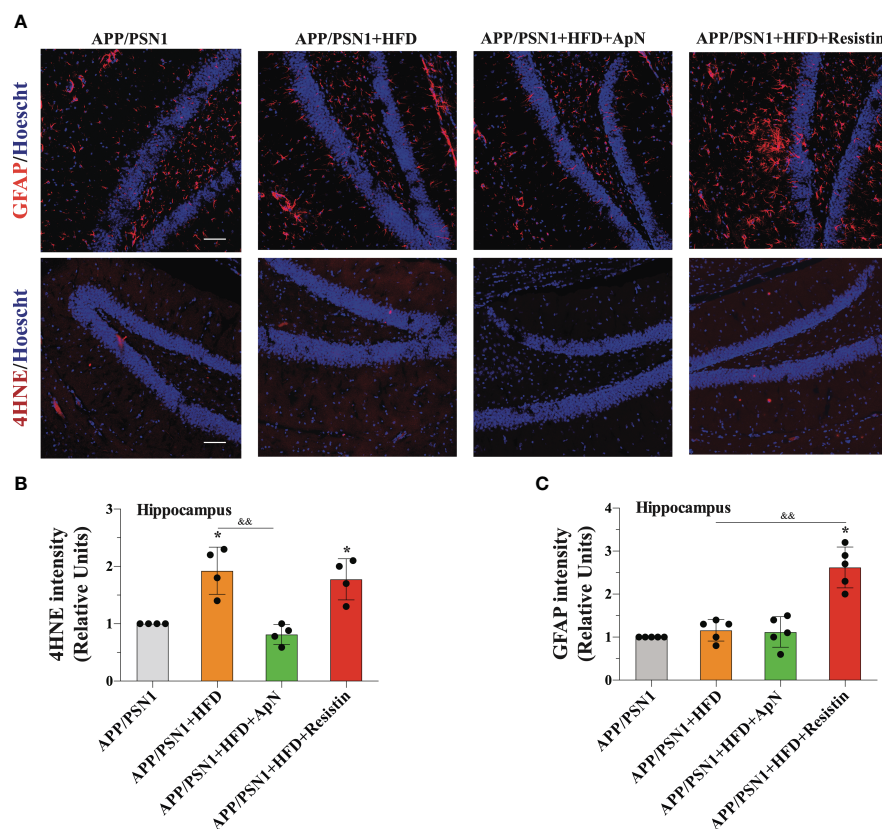 A
APP/PSN1 APP/PSN1+HFD APP/PSN1+HFD+ApN APP/PSN1+HFD+Resistin
GFAP/Hoescht
4HNE/Hoescht
B
Hippocampus
4HNE intensity
(Relative Units)
3
2
1
0
*
&&
*
APP/PSN1
APP/PSN1+HFD
APP/PSN1+HFD+ApN
APP/PSN1+HFD+Resistin
C
Hippocampus
GFAP intensity
(Relative Units)
4
3
2
1
0
&&
*
APP/PSN1
APP/PSN1+HFD
APP/PSN1+HFD+ApN
APP/PSN1+HFD+Resistin